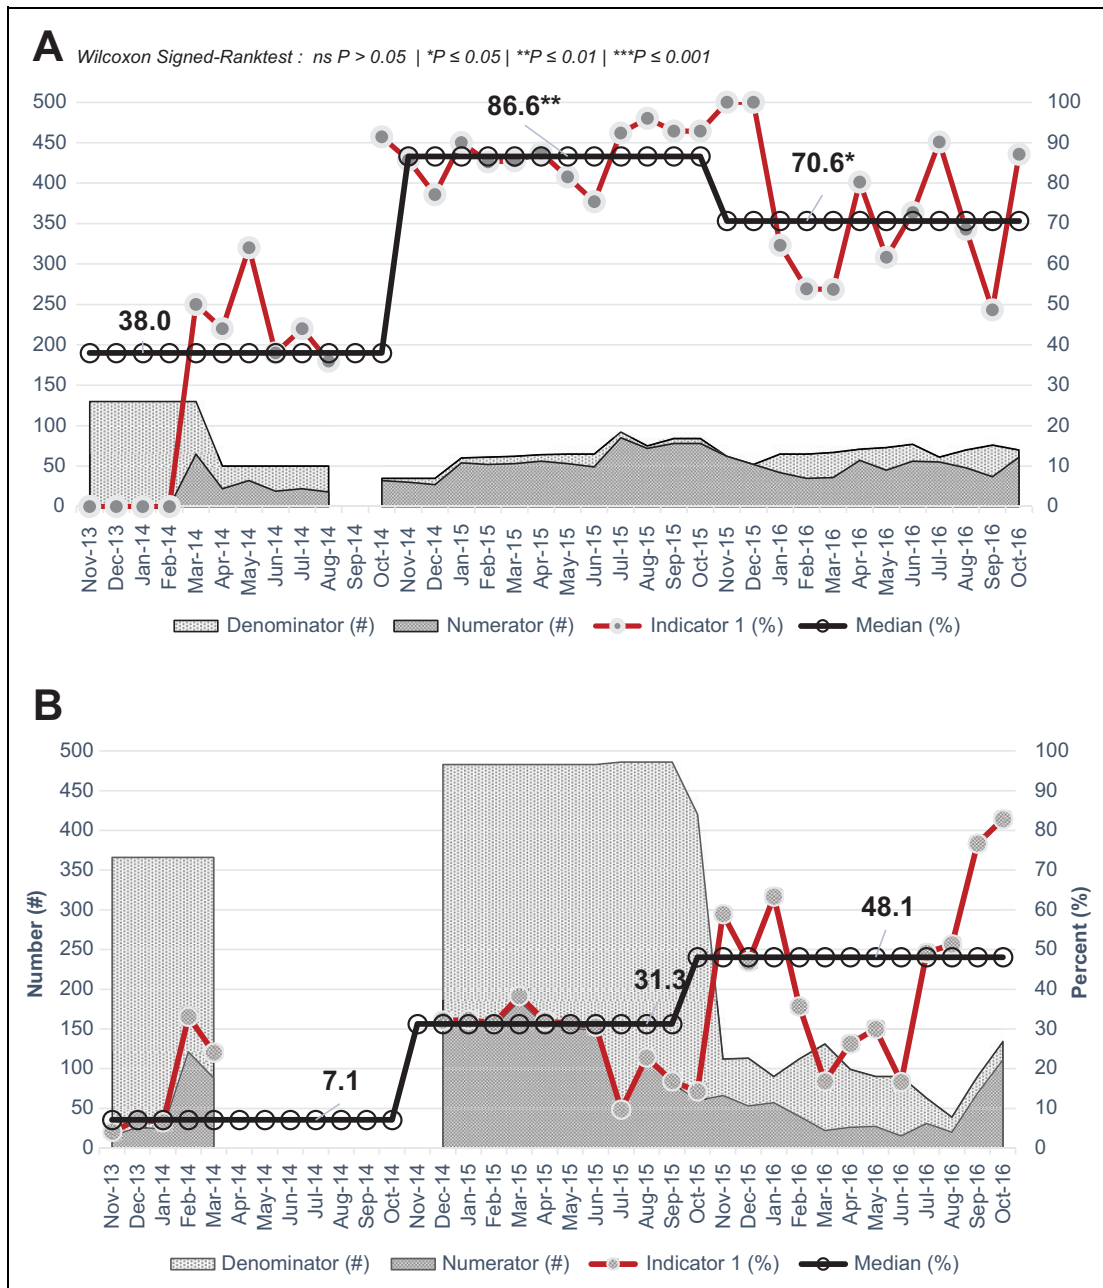 A
Wilcoxon Signed-Ranktest : ns P > 0.05 | *P ≤ 0.05 | **P ≤ 0.01 | ***P ≤ 0.001
500
450
400
350
300
250
200
150
100
50
0
100
90
80
70
60
50
40
30
20
10
0
38.0
86.6**
70.6*
Nov-13
Dec-13
Jan-14
Feb-14
Mar-14
Apr-14
May-14
Jun-14
Jul-14
Aug-14
Sep-14
Oct-14
Nov-14
Dec-14
Jan-15
Feb-15
Mar-15
Apr-15
May-15
Jun-15
Jul-15
Aug-15
Sep-15
Oct-15
Nov-15
Dec-15
Jan-16
Feb-16
Mar-16
Apr-16
May-16
Jun-16
Jul-16
Aug-16
Sep-16
Oct-16
Denominator (#) Numerator (#) Indicator 1 (%) Median (%)
B
Number (#)
500
450
400
350
300
250
200
150
100
50
0
100
90
80
70
60
50
40
30
20
10
0
Percent (%)
7.1
31.3
48.1
Nov-13
Dec-13
Jan-14
Feb-14
Mar-14
Apr-14
May-14
Jun-14
Jul-14
Aug-14
Sep-14
Oct-14
Nov-14
Dec-14
Jan-15
Feb-15
Mar-15
Apr-15
May-15
Jun-15
Jul-15
Aug-15
Sep-15
Oct-15
Nov-15
Dec-15
Jan-16
Feb-16
Mar-16
Apr-16
May-16
Jun-16
Jul-16
Aug-16
Sep-16
Oct-16
Denominator (#) Numerator (#) Indicator 1 (%) Median (%)